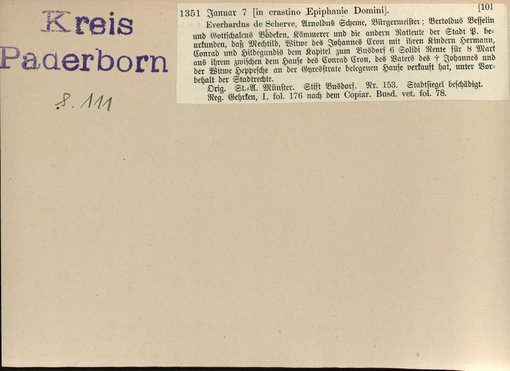 Kreis
Paderborn
8. 111
1351 Januar 7 [in crastino Epiphanie Domini]. [101
Everhardus de Scherve, Arnoldus Scheme, Bürgermeister; Bertoldus Besselin
und Gottschalcus Bödeken, Kämmerer und die andern Ratleute der Stadt P. be-
urkunden, daß Mechtild, Witwe des Johannes Cron mit ihren Kindern Hermann,
Conrad und Hildegundis dem Kapitel zum Busdorf 6 Solidi Rente für 8 Mark
aus ihrem zwischen dem Hause des Conrad Cron, des Vaters des † Johannes und
der Witwe Heppesche an der Ghyrsstrate belegenen Hause verkauft hat, unter Vor-
behalt der Stadtrechte.
Orig. St.-A. Münster. Stift Busdorf. Nr. 153. Stadtsiegel beschädigt.
Reg. Gehrken, I, fol. 176 nach dem Copiar. Busd. vet. fol. 78.